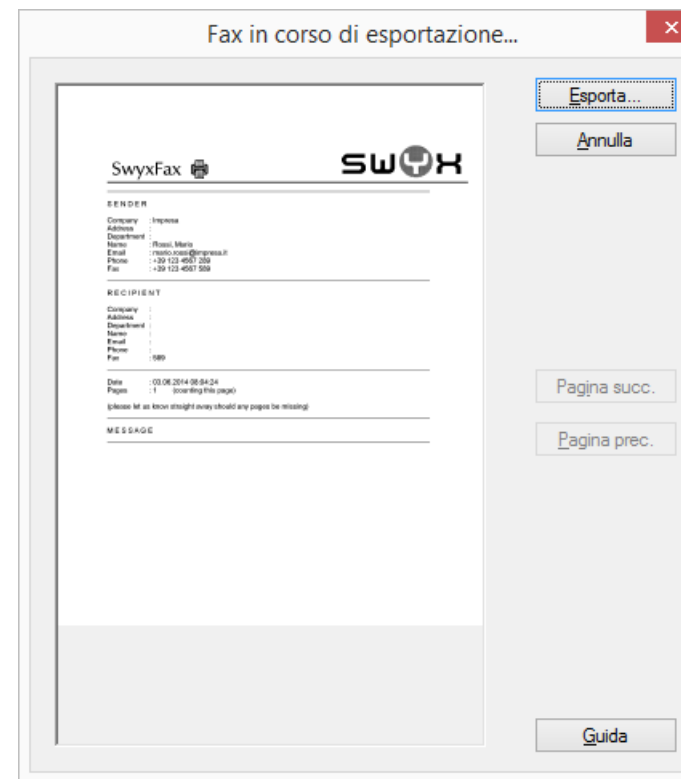 Fax in corso di esportazione...
Esporta...
Annulla
SwyxFax
swyx
SENDER
Company : Impresa
Address :
Department :
Name : Rossi, Mario
Email : mario.rossi@impresa.it
Phone : +39 123 4567 289
Fax : +39 123 4567 589
RECIPIENT
Company :
Address :
Department :
Name :
Email :
Phone :
Fax : 589
Date : 03.06.2014 08:04:24
Pages : 1 (counting this page)
(please let as know straight away should any pages be missing)
MESSAGE
Pagina succ.
Pagina prec.
Guida